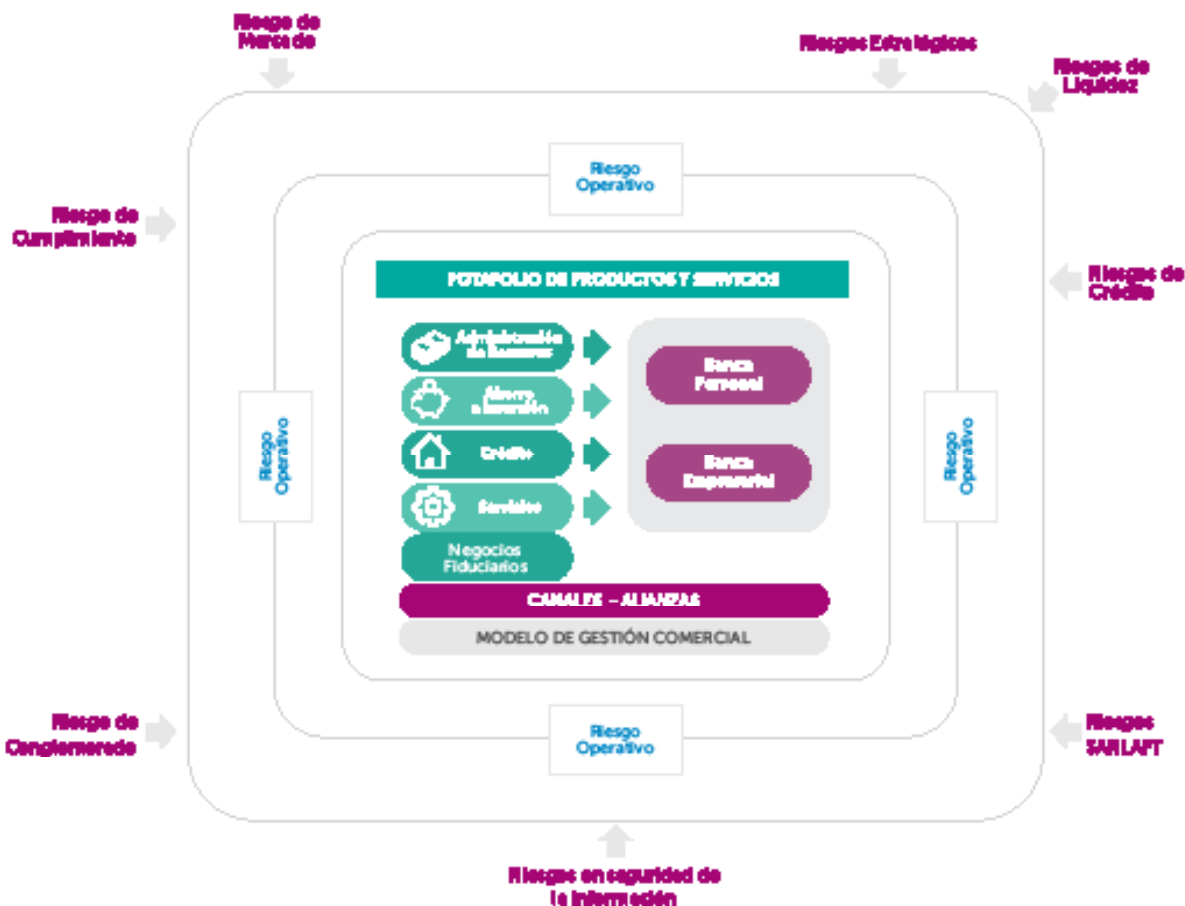 Riesgo de
Mercado
Riesgos Estratégicos
Riesgos de
Liquidez
Riesgo
Operativo
Riesgo de
Cumplimiento
Riesgos de
Crédito
POTAFOLIO DE PRODUCTOS Y SERVICIOS
Administración
de
Banca
Personal
Ahorro
e Inversión
Riesgo
Operativo
Riesgo
Operativo
Crédito
Banca
Empresarial
Servicios
Negocios
Fiduciarios
CANALES – ALIANZAS
MODELO DE GESTIÓN COMERCIAL
Riesgo de
Conglomerado
Riesgo
Operativo
Riesgos
SARLAFT
Riesgos en seguridad de
la información